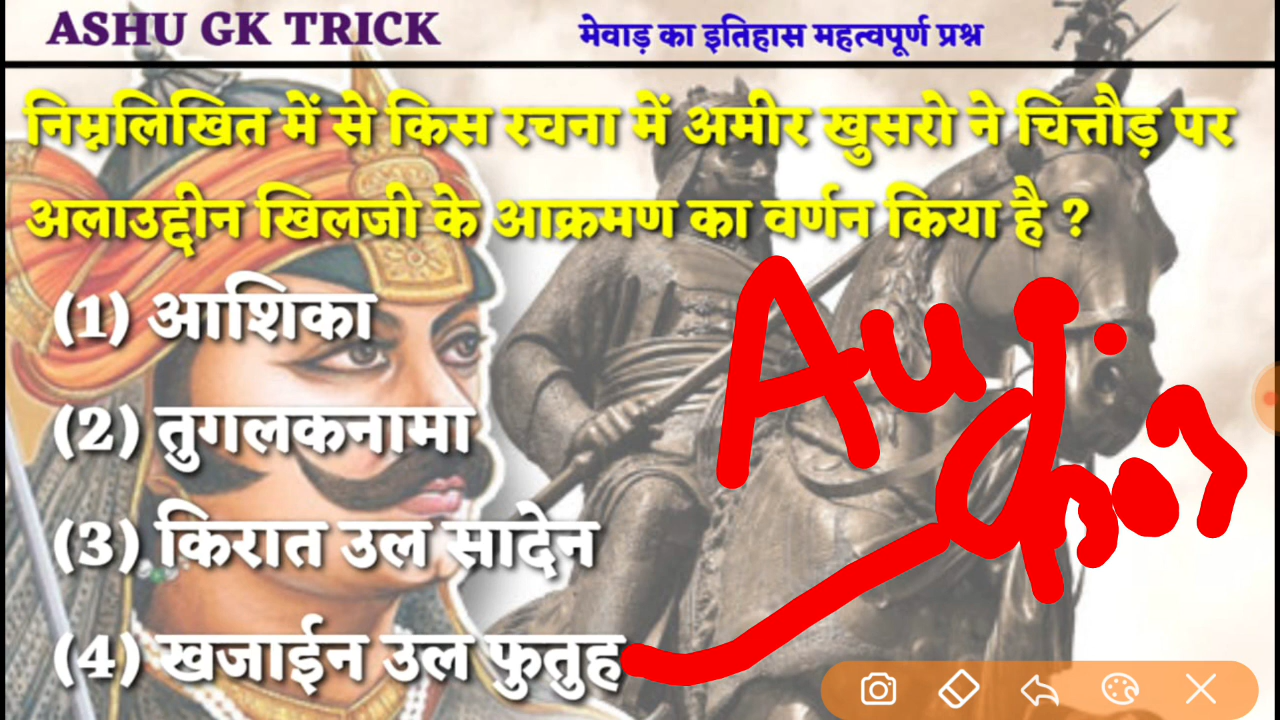 ASHU GK TRICK
मेवाड़ का इतिहास महत्वपूर्ण प्रश्न
निम्नलिखित में से किस रचना में अमीर खुसरो ने चित्तौड़ पर
अलाउद्दीन खिलजी के आक्रमण का वर्णन किया है ?
(1) आशिका
(2) तुगलकनामा
(3) किरात उल सादेन
(4) खजाईन उल फुतुह